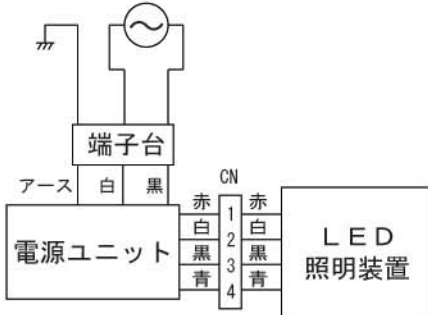 端子台
アース 白 黒
CN
赤 1 赤
白 2 白
黒 3 黒
青 4 青
電源ユニット
LED
照明装置